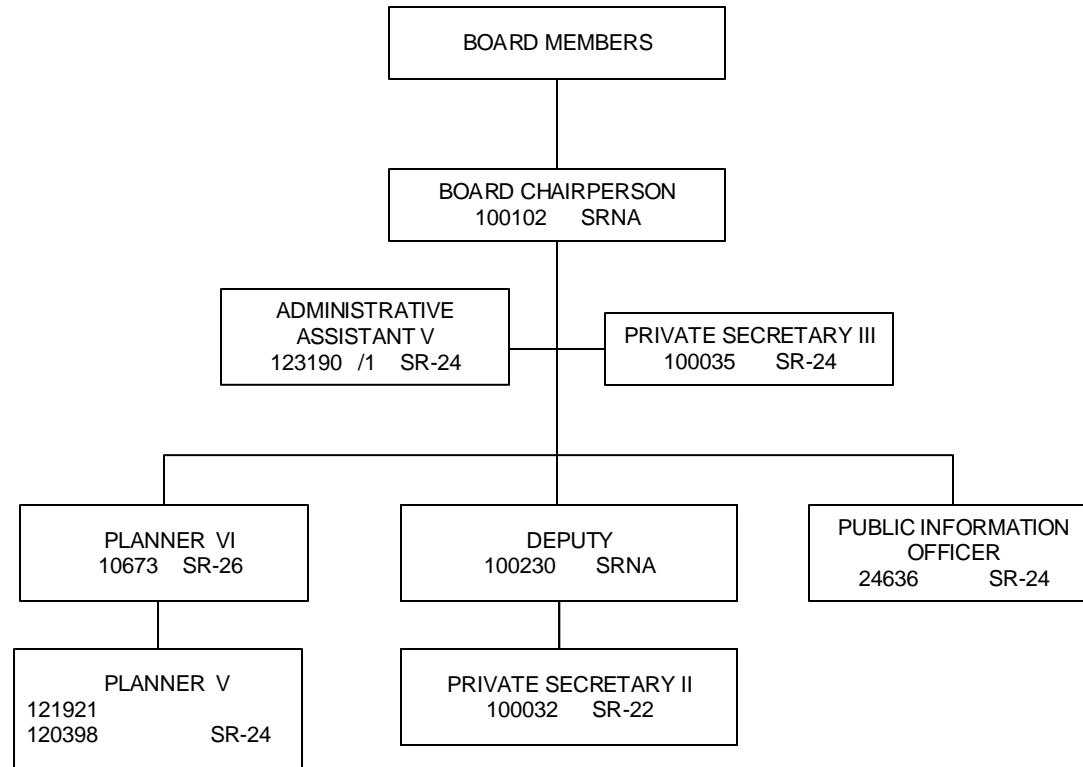 BOARD MEMBERS
BOARD CHAIRPERSON
100102 SRNA
ADMINISTRATIVE
ASSISTANT V
123190 /1 SR-24
PRIVATE SECRETARY III
100035 SR-24
PLANNER VI
10673 SR-26
DEPUTY
100230 SRNA
PUBLIC INFORMATION
OFFICER
24636 SR-24
PLANNER V
121921
120398 SR-24
PRIVATE SECRETARY II
100032 SR-22